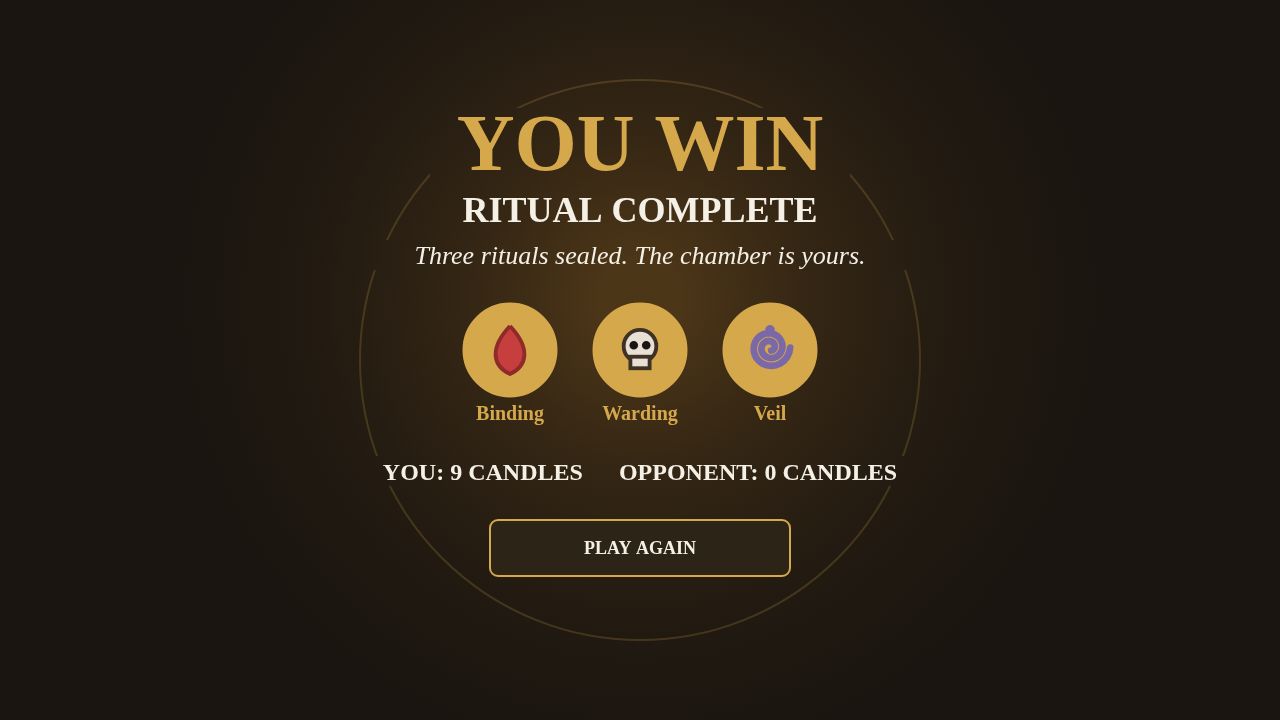 YOU WIN
RITUAL COMPLETE
Three rituals sealed. The chamber is yours.
Binding Warding Veil
YOU: 9 CANDLES OPPONENT: 0 CANDLES
PLAY AGAIN